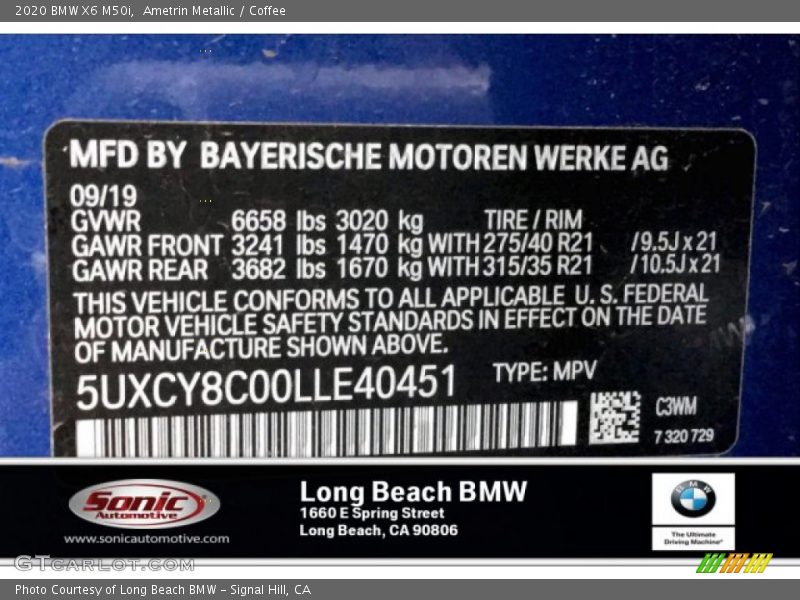 2020 BMW X6 M50i,  Ametrin Metallic / Coffee
MFD BY BAYERISCHE MOTOREN WERKE AG
09/19
GVWR 6658 lbs 3020 kg TIRE / RIM
GAWR FRONT 3241 lbs 1470 kg WITH 275/40 R21 /9.5J x 21
GAWR REAR 3682 lbs 1670 kg WITH 315/35 R21 /10.5J x 21
THIS VEHICLE CONFORMS TO ALL APPLICABLE U. S. FEDERAL
MOTOR VEHICLE SAFETY STANDARDS IN EFFECT ON THE DATE
OF MANUFACTURE SHOWN ABOVE.
5UXCY8C00LLE40451 TYPE: MPV
C3WM
7 320 729
Sonic
Automotive
www.sonicautomotive.com
Long Beach BMW
1660 E Spring Street
Long Beach, CA 90806
BMW
The Ultimate
Driving Machine®
GTcarlot.com
Photo Courtesy of Long Beach BMW – Signal Hill, CA